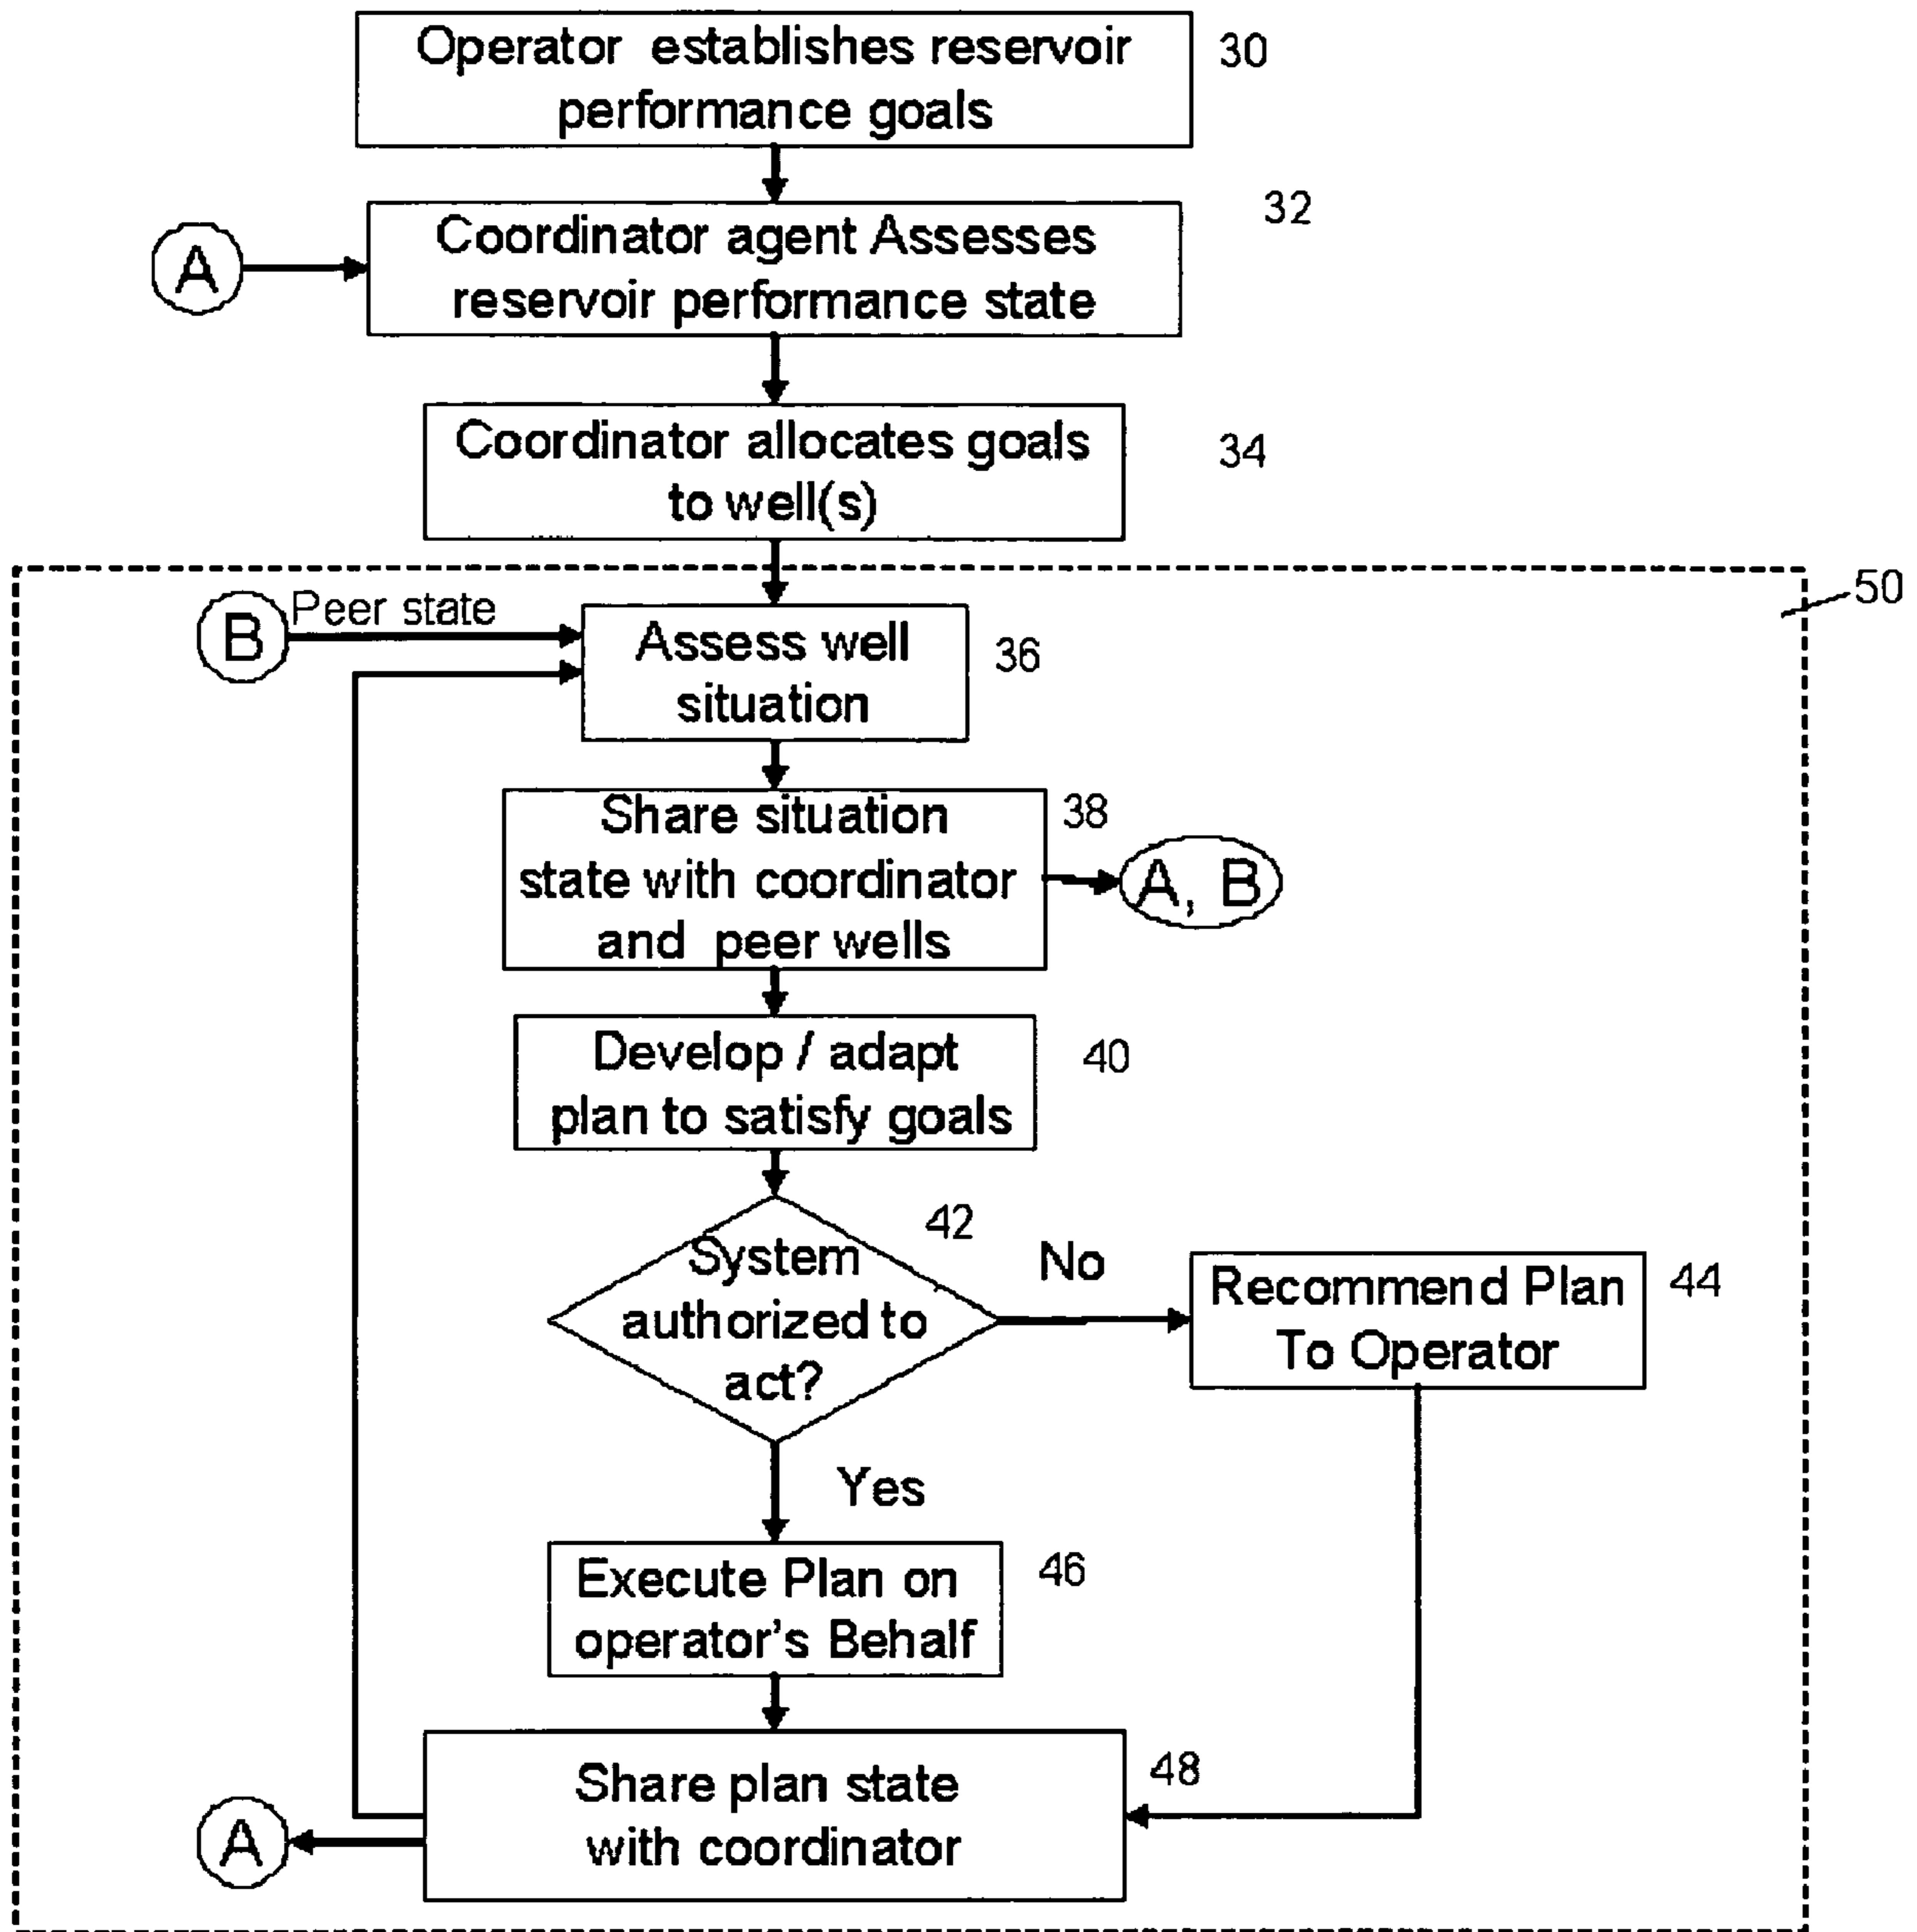 Operator establishes reservoir
performance goals
30
32
Coordinator agent Assesses
reservoir performance state
A
Coordinator allocates goals
to well(s)
34
50
B
Peer state
Assess well
situation
36
38
Share situation
state with coordinator
and peer wells
A, B
Develop / adapt
plan to satisfy goals
40
42
System
authorized to
act?
No
Recommend Plan
To Operator
44
Yes
Execute Plan on
operator's Behalf
46
Share plan state
with coordinator
48
A